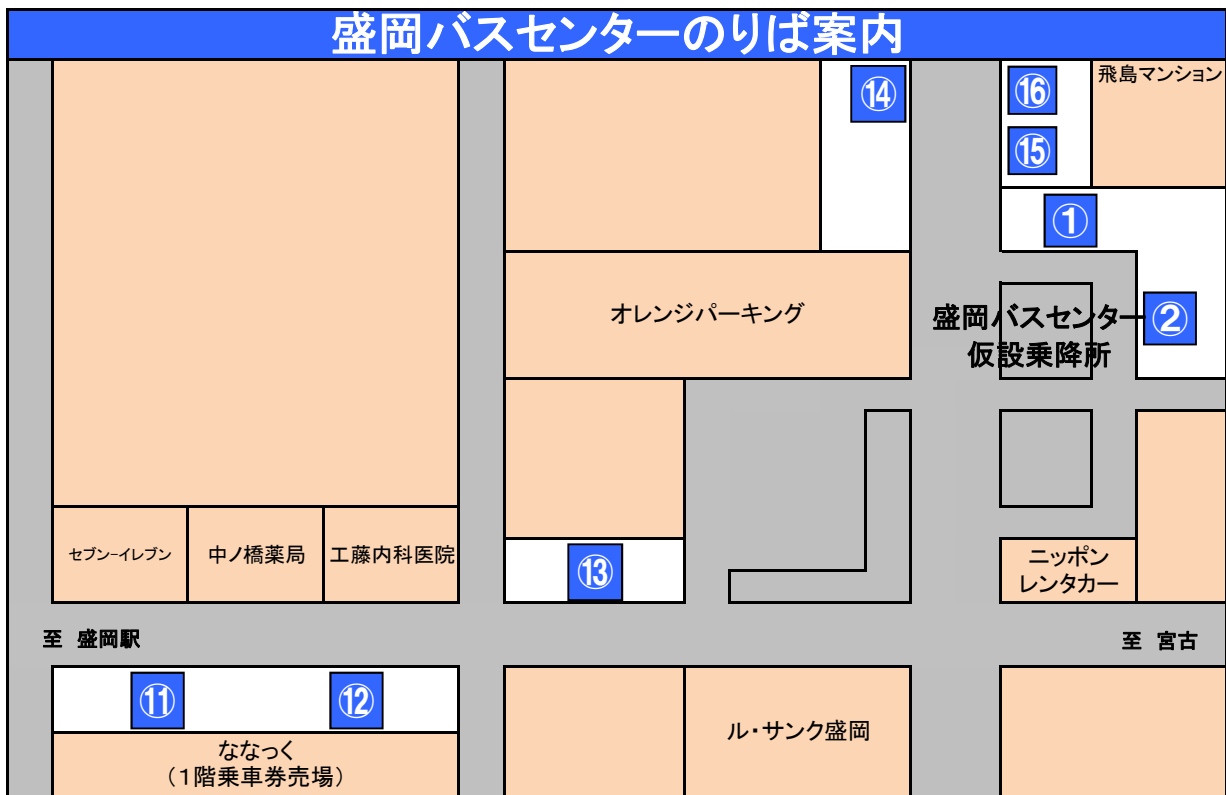 盛岡バスセンターのりば案内
⑭
⑯
飛島マンション
⑮
①
オレンジパーキング
盛岡バスセンター
仮設乗降所
②
セブン-イレブン
中ノ橋薬局
工藤内科医院
⑬
ニッポン
レンタカー
至 盛岡駅
至 宮古
⑪
⑫
ななっく
（１階乗車券売場）
ル・サンク盛岡